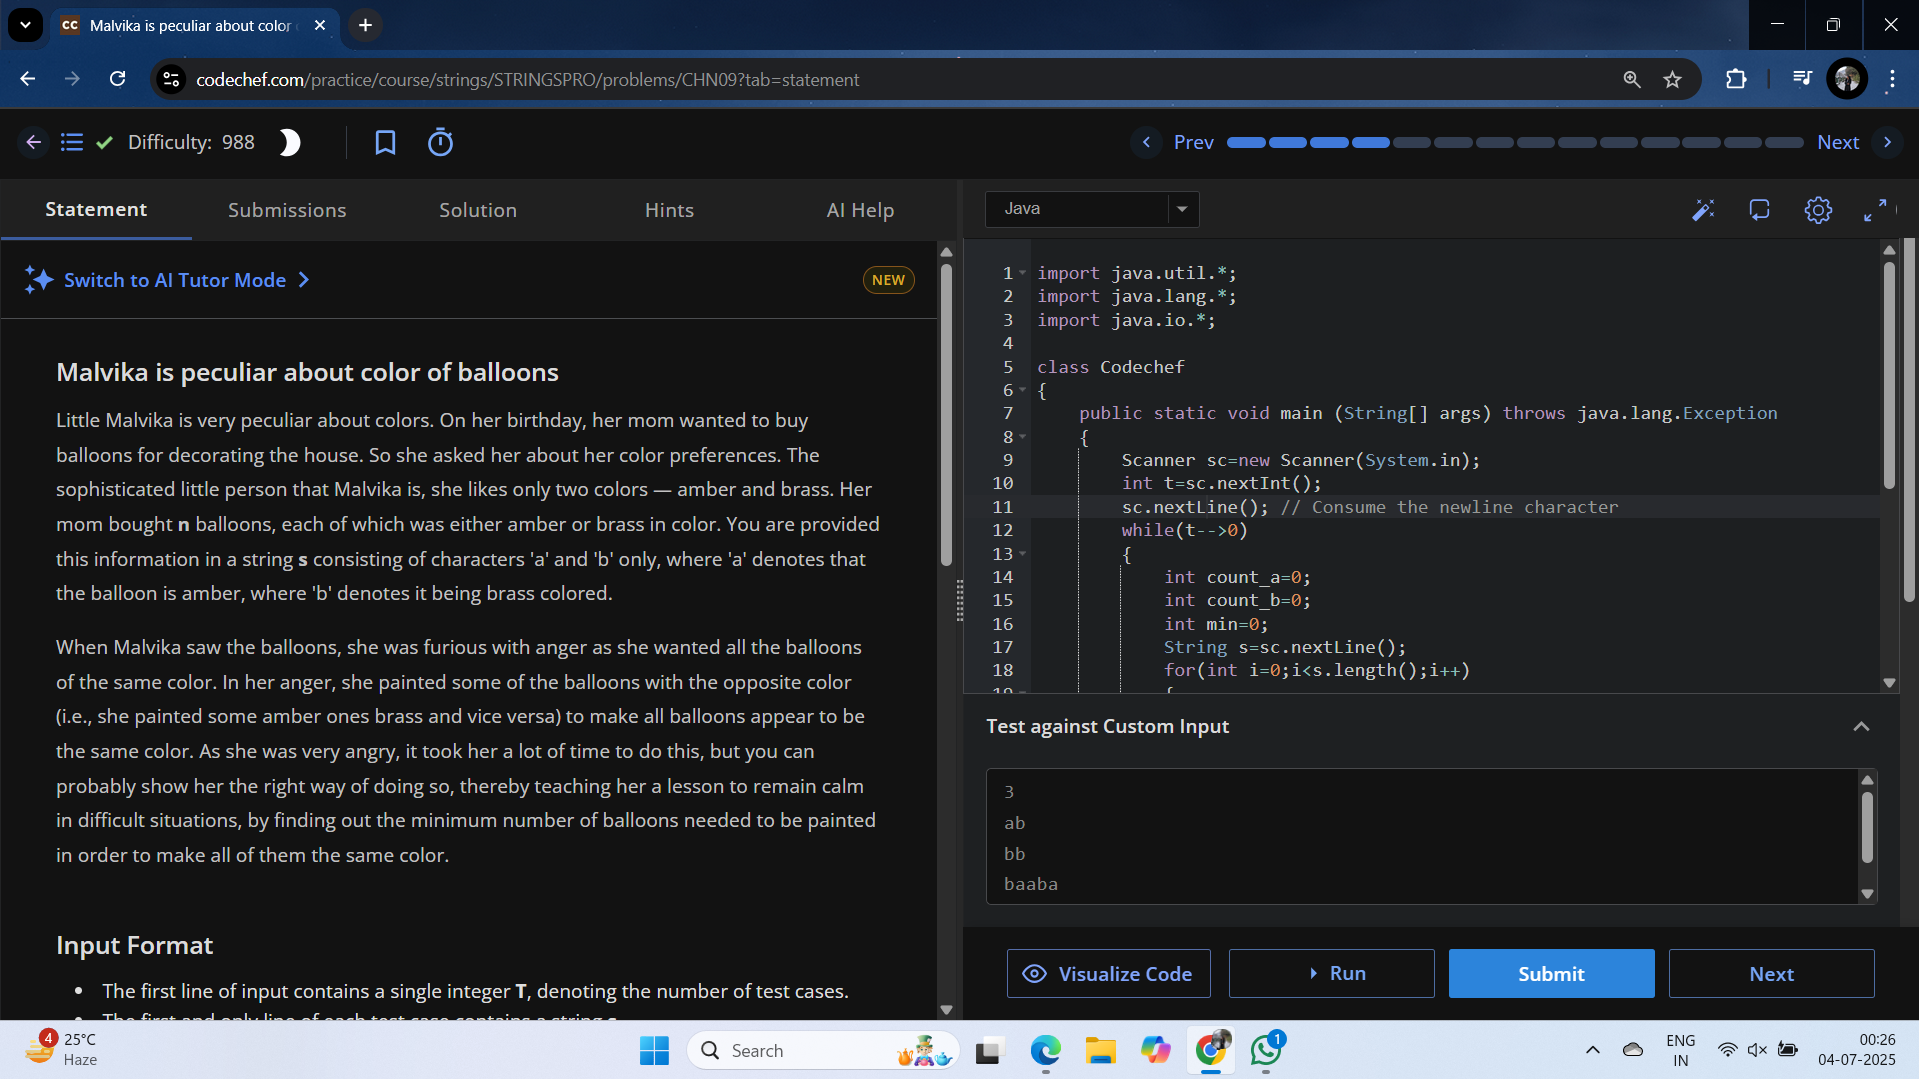 Malvika is peculiar about color
codechef.com/practice/course/strings/STRINGSPRO/problems/CHN09?tab=statement
Difficulty: 988
Prev
Next
Statement
Submissions
Solution
Hints
AI Help
Java
Switch to AI Tutor Mode
NEW
Malvika is peculiar about color of balloons
Little Malvika is very peculiar about colors. On her birthday, her mom wanted to buy
balloons for decorating the house. So she asked her about her color preferences. The
sophisticated little person that Malvika is, she likes only two colors — amber and brass. Her
mom bought n balloons, each of which was either amber or brass in color. You are provided
this information in a string s consisting of characters 'a' and 'b' only, where 'a' denotes that
the balloon is amber, where 'b' denotes it being brass colored.
When Malvika saw the balloons, she was furious with anger as she wanted all the balloons
of the same color. In her anger, she painted some of the balloons with the opposite color
(i.e., she painted some amber ones brass and vice versa) to make all balloons appear to be
the same color. As she was very angry, it took her a lot of time to do this, but you can
probably show her the right way of doing so, thereby teaching her a lesson to remain calm
in difficult situations, by finding out the minimum number of balloons needed to be painted
in order to make all of them the same color.
Input Format
The first line of input contains a single integer T, denoting the number of test cases.
The first and only line of each test case contains a string s
1 import java.util.*;
2 import java.lang.*;
3 import java.io.*;
4
5 class Codechef
6 {
7 public static void main (String[] args) throws java.lang.Exception
8 {
9 Scanner sc=new Scanner(System.in);
10 int t=sc.nextInt();
11 sc.nextLine(); // Consume the newline character
12 while(t-->0)
13 {
14 int count_a=0;
15 int count_b=0;
16 int min=0;
17 String s=sc.nextLine();
18 for(int i=0;i<s.length();i++)
19 {
Test against Custom Input
3
ab
bb
baaba
Visualize Code
Run
Submit
Next
4
25°C
Haze
Search
1
ENG
IN
00:26
04-07-2025